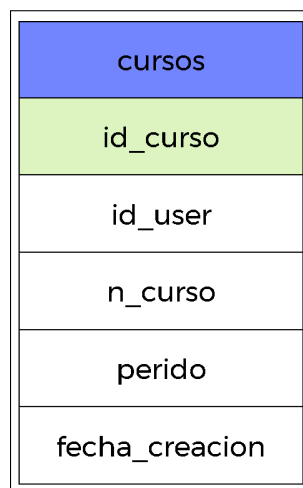 cursos
id_curso
id_user
n_curso
perido
fecha_creacion